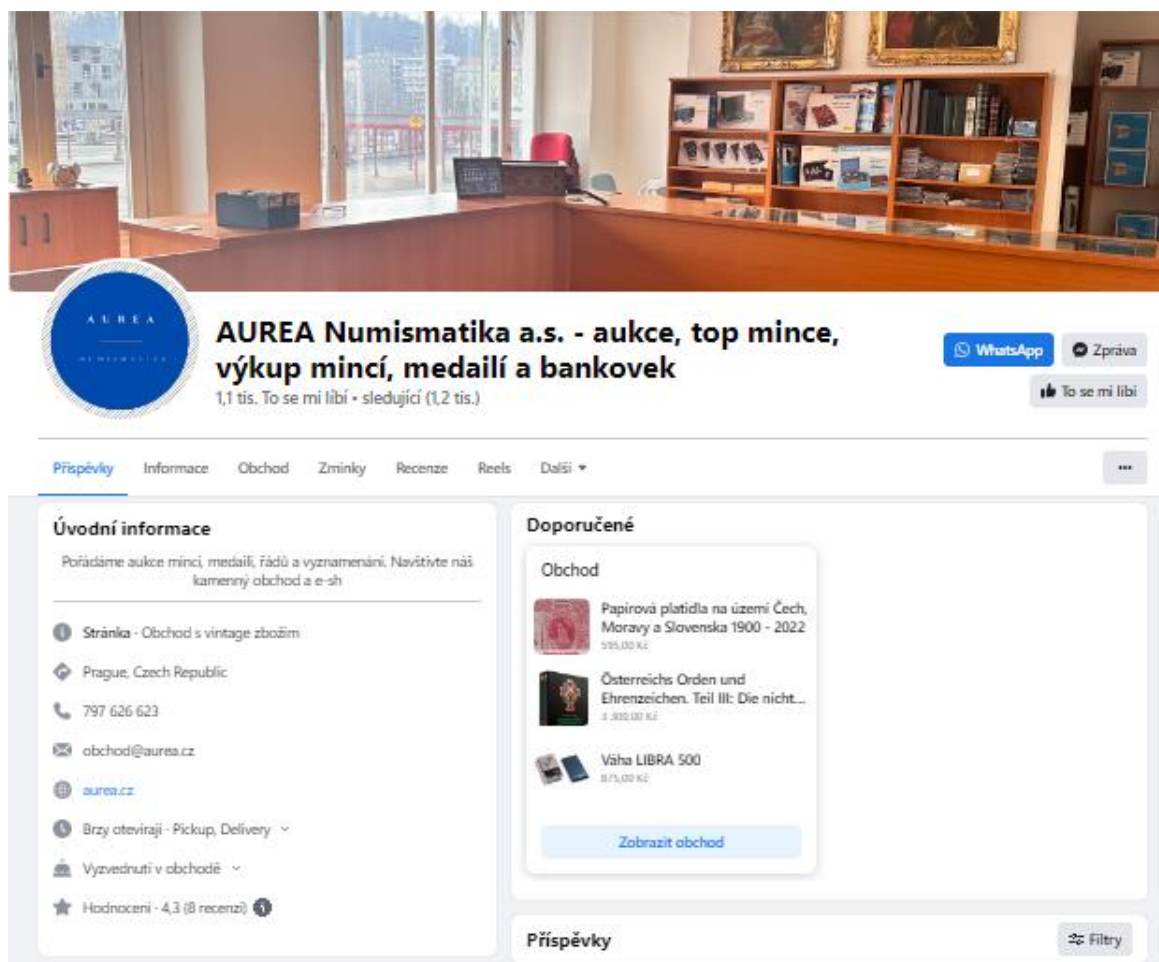 AUREA
NUMISMATIKA
AUREA Numismatika a.s. - aukce, top mince,
výkup mincí, medailí a bankovek
1,1 tis. To se mi líbí • sledující (1,2 tis.)
WhatsApp
Zpráva
To se mi líbí
Příspěvky Informace Obchod Zmínky Recenze Reels Další
Úvodní informace
Pořádáme aukce mincí, medailí, řádů a vyznamenání. Navštivte náš
kamenný obchod a e-sh
Stránka · Obchod s vintage zbožím
Prague, Czech Republic
797 626 623
obchod@aurea.cz
aurea.cz
Brzy otevírají · Pickup, Delivery
Vyzvednutí v obchodě
Hodnocení · 4,3 (8 recenzí)
Doporučené
Obchod
Papírová platidla na území Čech,
Moravy a Slovenska 1900 - 2022
595,00 Kč
Österreichs Orden und
Ehrenzeichen. Teil III: Die nicht...
3 300,00 Kč
Váha LIBRA 500
875,00 Kč
Zobrazit obchod
Příspěvky
Filtry